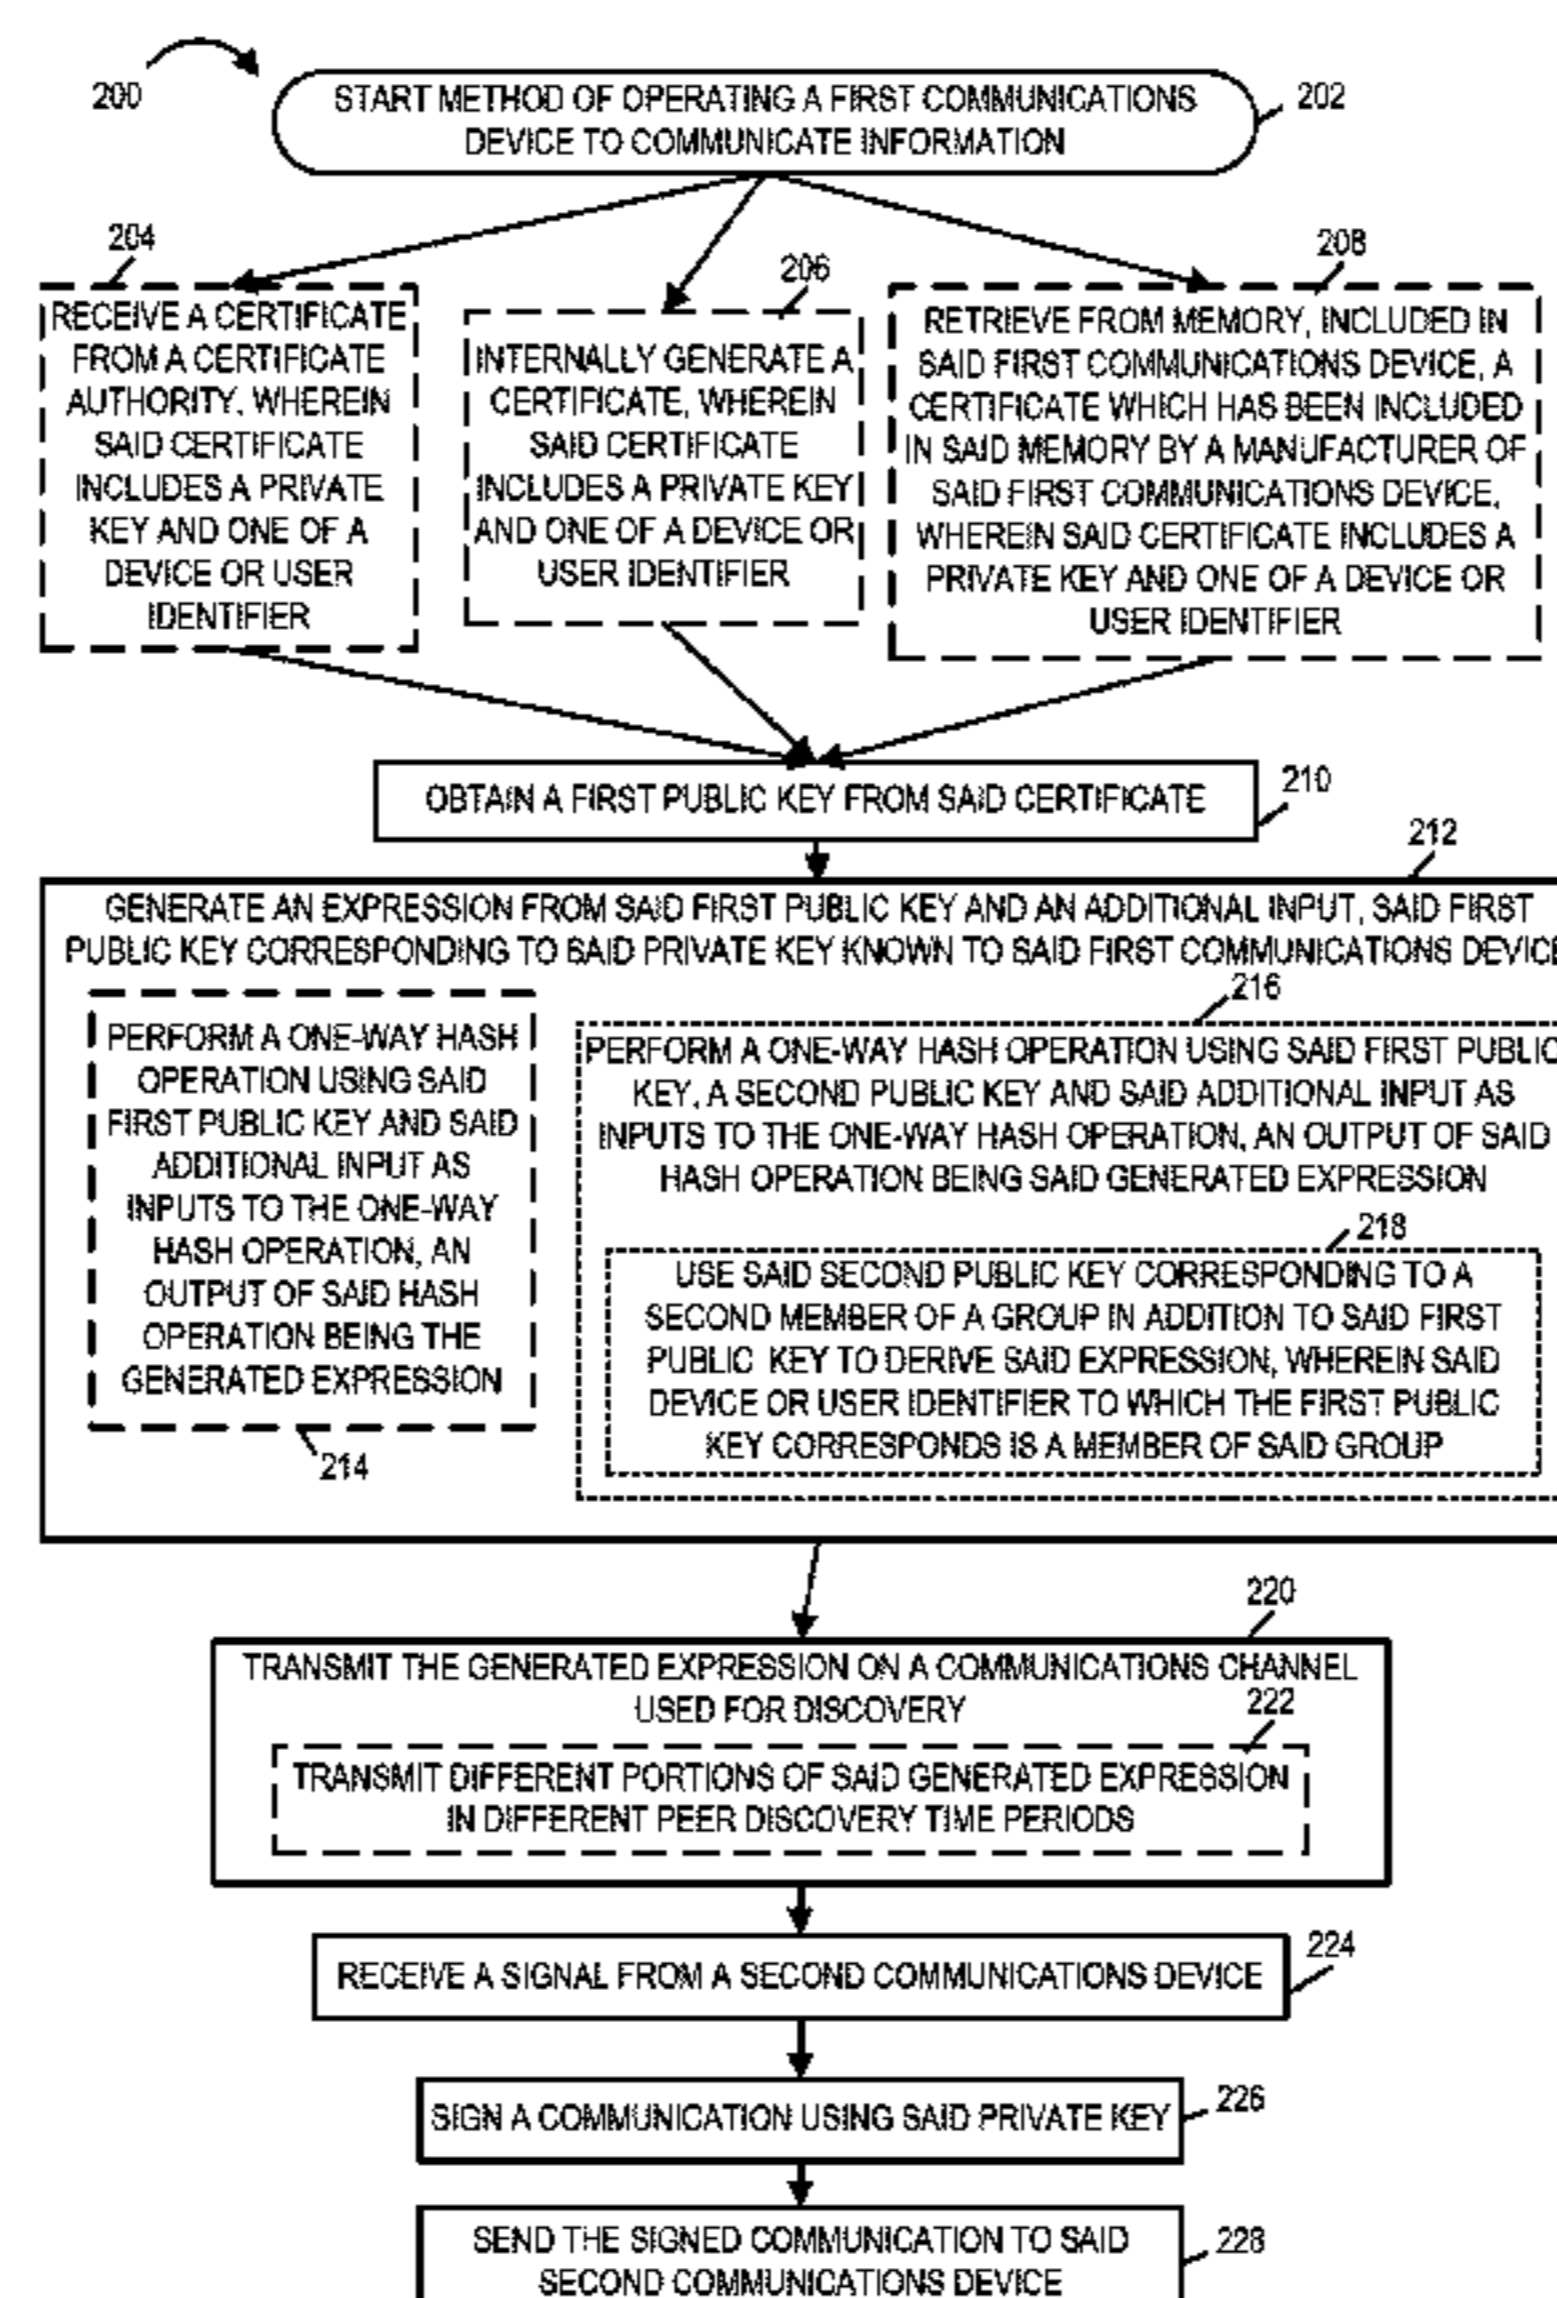 200
START METHOD OF OPERATING A FIRST COMMUNICATIONS
DEVICE TO COMMUNICATE INFORMATION
202
204
RECEIVE A CERTIFICATE
FROM A CERTIFICATE
AUTHORITY, WHEREIN
SAID CERTIFICATE
INCLUDES A PRIVATE
KEY AND ONE OF A
DEVICE OR USER
IDENTIFIER
206
INTERNALLY GENERATE A
CERTIFICATE, WHEREIN
SAID CERTIFICATE
INCLUDES A PRIVATE KEY
AND ONE OF A DEVICE OR
USER IDENTIFIER
208
RETRIEVE FROM MEMORY, INCLUDED IN
SAID FIRST COMMUNICATIONS DEVICE, A
CERTIFICATE WHICH HAS BEEN INCLUDED
IN SAID MEMORY BY A MANUFACTURER OF
SAID FIRST COMMUNICATIONS DEVICE,
WHEREIN SAID CERTIFICATE INCLUDES A
PRIVATE KEY AND ONE OF A DEVICE OR
USER IDENTIFIER
OBTAIN A FIRST PUBLIC KEY FROM SAID CERTIFICATE
210
212
GENERATE AN EXPRESSION FROM SAID FIRST PUBLIC KEY AND AN ADDITIONAL INPUT, SAID FIRST
PUBLIC KEY CORRESPONDING TO SAID PRIVATE KEY KNOWN TO SAID FIRST COMMUNICATIONS DEVICE
PERFORM A ONE-WAY HASH
OPERATION USING SAID
FIRST PUBLIC KEY AND SAID
ADDITIONAL INPUT AS
INPUTS TO THE ONE-WAY
HASH OPERATION, AN
OUTPUT OF SAID HASH
OPERATION BEING THE
GENERATED EXPRESSION
214
216
PERFORM A ONE-WAY HASH OPERATION USING SAID FIRST PUBLIC
KEY, A SECOND PUBLIC KEY AND SAID ADDITIONAL INPUT AS
INPUTS TO THE ONE-WAY HASH OPERATION, AN OUTPUT OF SAID
HASH OPERATION BEING SAID GENERATED EXPRESSION
218
USE SAID SECOND PUBLIC KEY CORRESPONDING TO A
SECOND MEMBER OF A GROUP IN ADDITION TO SAID FIRST
PUBLIC KEY TO DERIVE SAID EXPRESSION, WHEREIN SAID
DEVICE OR USER IDENTIFIER TO WHICH THE FIRST PUBLIC
KEY CORRESPONDS IS A MEMBER OF SAID GROUP
220
TRANSMIT THE GENERATED EXPRESSION ON A COMMUNICATIONS CHANNEL
USED FOR DISCOVERY
222
TRANSMIT DIFFERENT PORTIONS OF SAID GENERATED EXPRESSION
IN DIFFERENT PEER DISCOVERY TIME PERIODS
RECEIVE A SIGNAL FROM A SECOND COMMUNICATIONS DEVICE
224
SIGN A COMMUNICATION USING SAID PRIVATE KEY
226
SEND THE SIGNED COMMUNICATION TO SAID
SECOND COMMUNICATIONS DEVICE
228